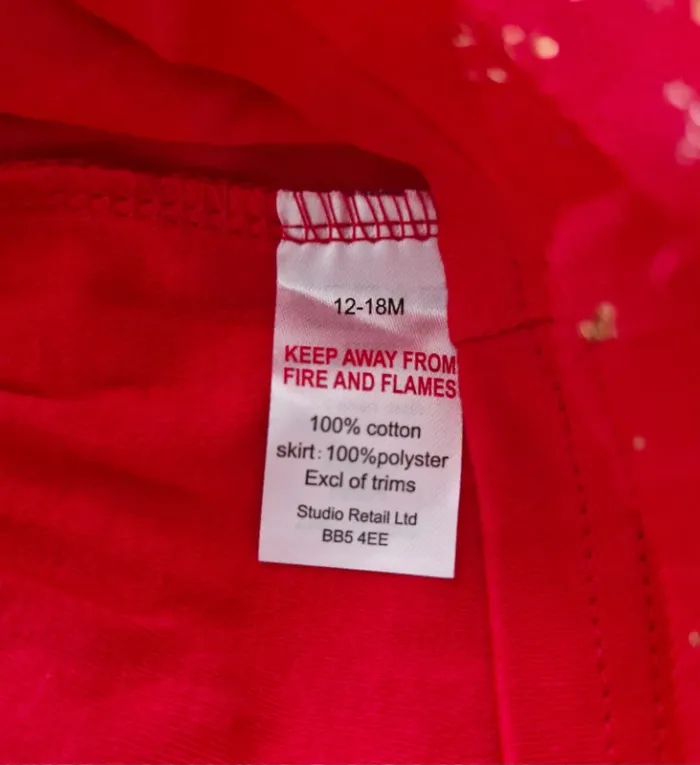 12-18M
KEEP AWAY FROM
FIRE AND FLAMES
100% cotton
skirt:100%polyster
Excl of trims
Studio Retail Ltd
BB5 4EE